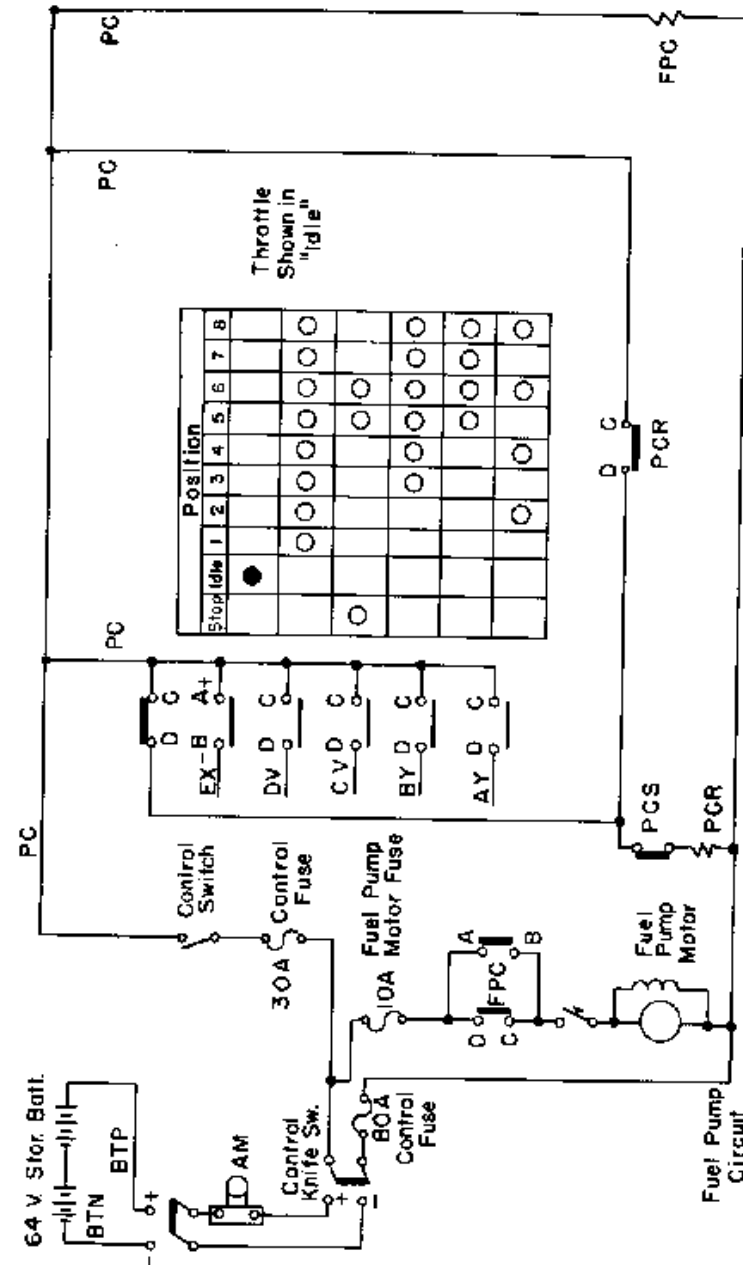 64 V. Stor. Batt.
BTN
BTP
-
+
AM
Control
Knife Sw.
+
-
80A
Control
Fuse
PC
Control
Switch
30A
Control
Fuse
Fuel Pump
Motor Fuse
10A
D
FPC
A
C
B
Fuel
Pump
Motor
Fuel Pump
Circuit
PC
D C
EX-B A+
DV D C
CV D C
BY D C
AY D C
PCS
PCR
Position
Stop Idle 1 2 3 4 5 6 7 8
Throttle
Shown in
"Idle"
D C
PCR
PC
PC
FPC